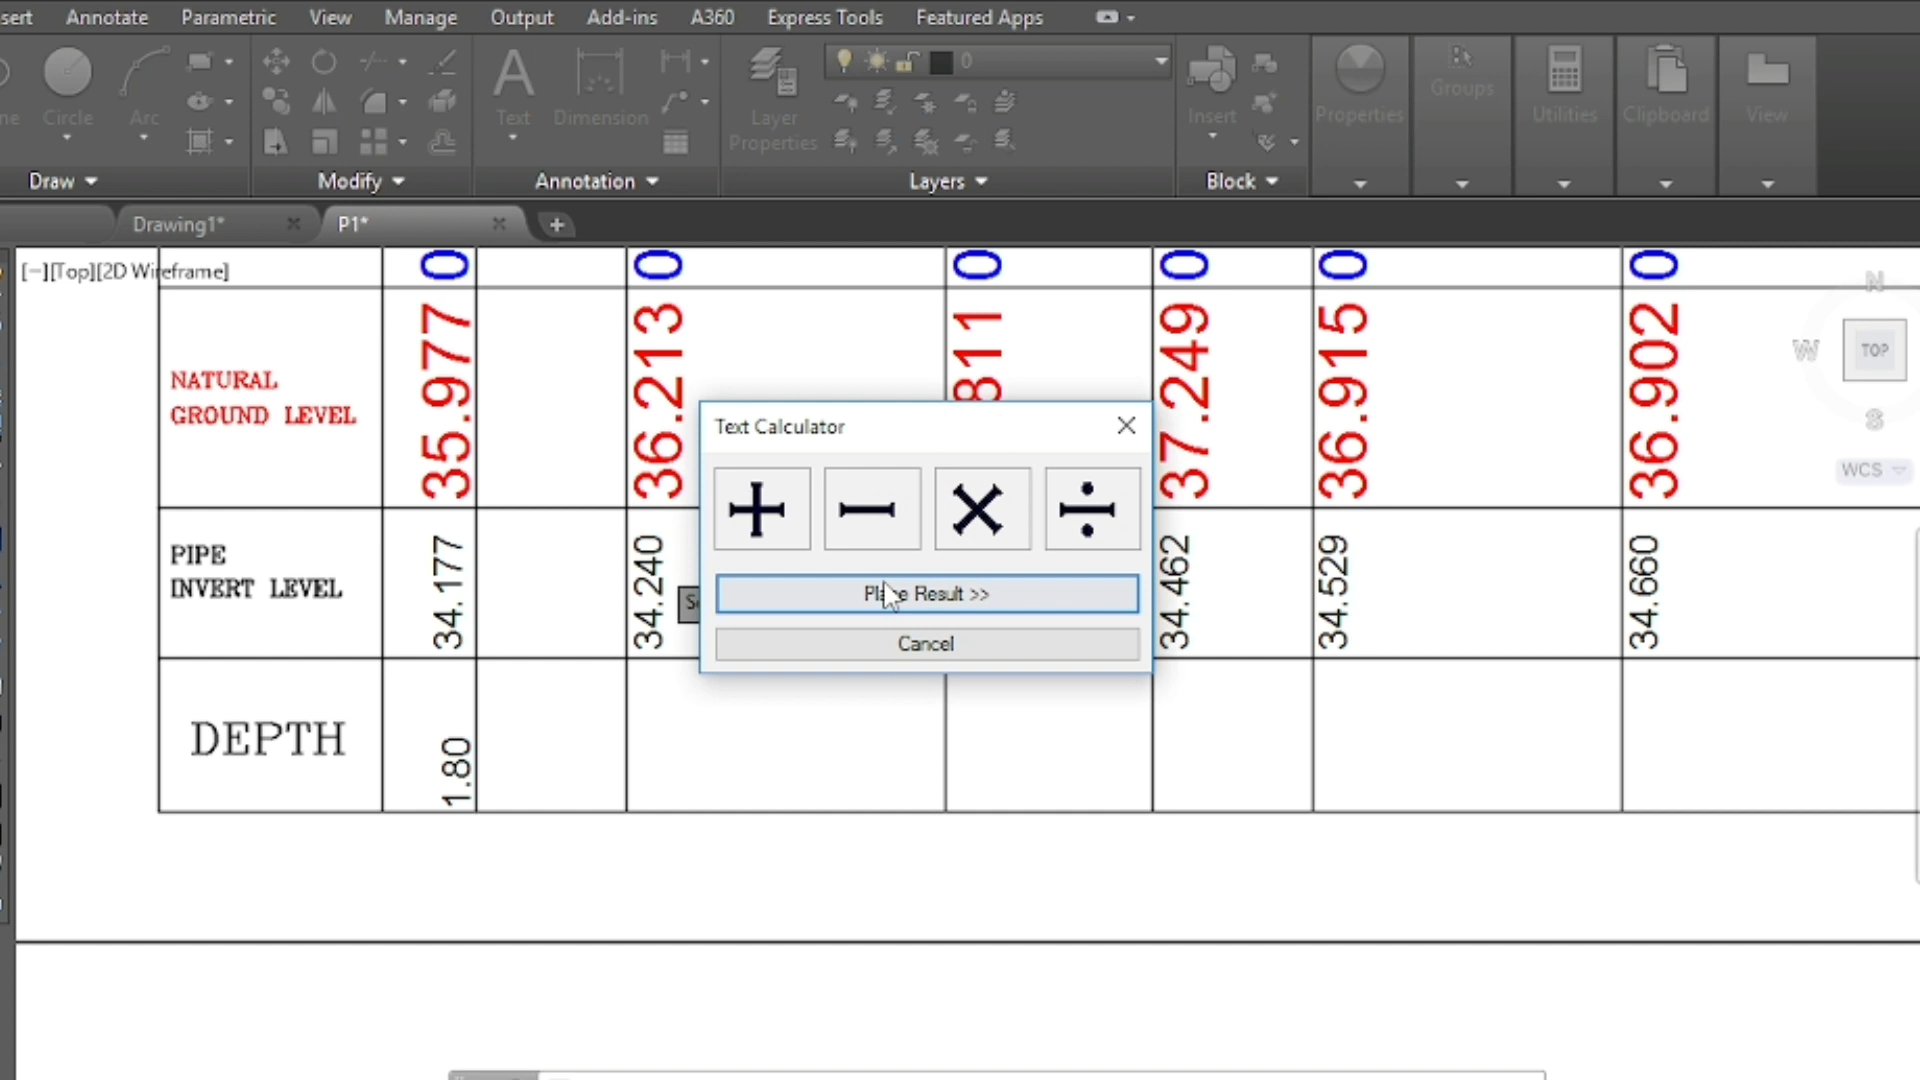 sert Annotate Parametric View Manage Output Add-ins A360 Express Tools Featured Apps
0
ne Circle Arc Text Dimension Layer Properties Insert Properties Groups Utilities Clipboard View
Draw Modify Annotation Layers Block
Drawing1* P1*
[−][Top][2D Wireframe]
0 0 0 0 0 0
NATURAL
GROUND LEVEL
35.977 36.213 811 37.249 36.915 36.902
PIPE
INVERT LEVEL
34.177 34.240 34.462 34.529 34.660
DEPTH
1.80
Text Calculator
Place Result >>
Cancel
N
W TOP
S
WCS